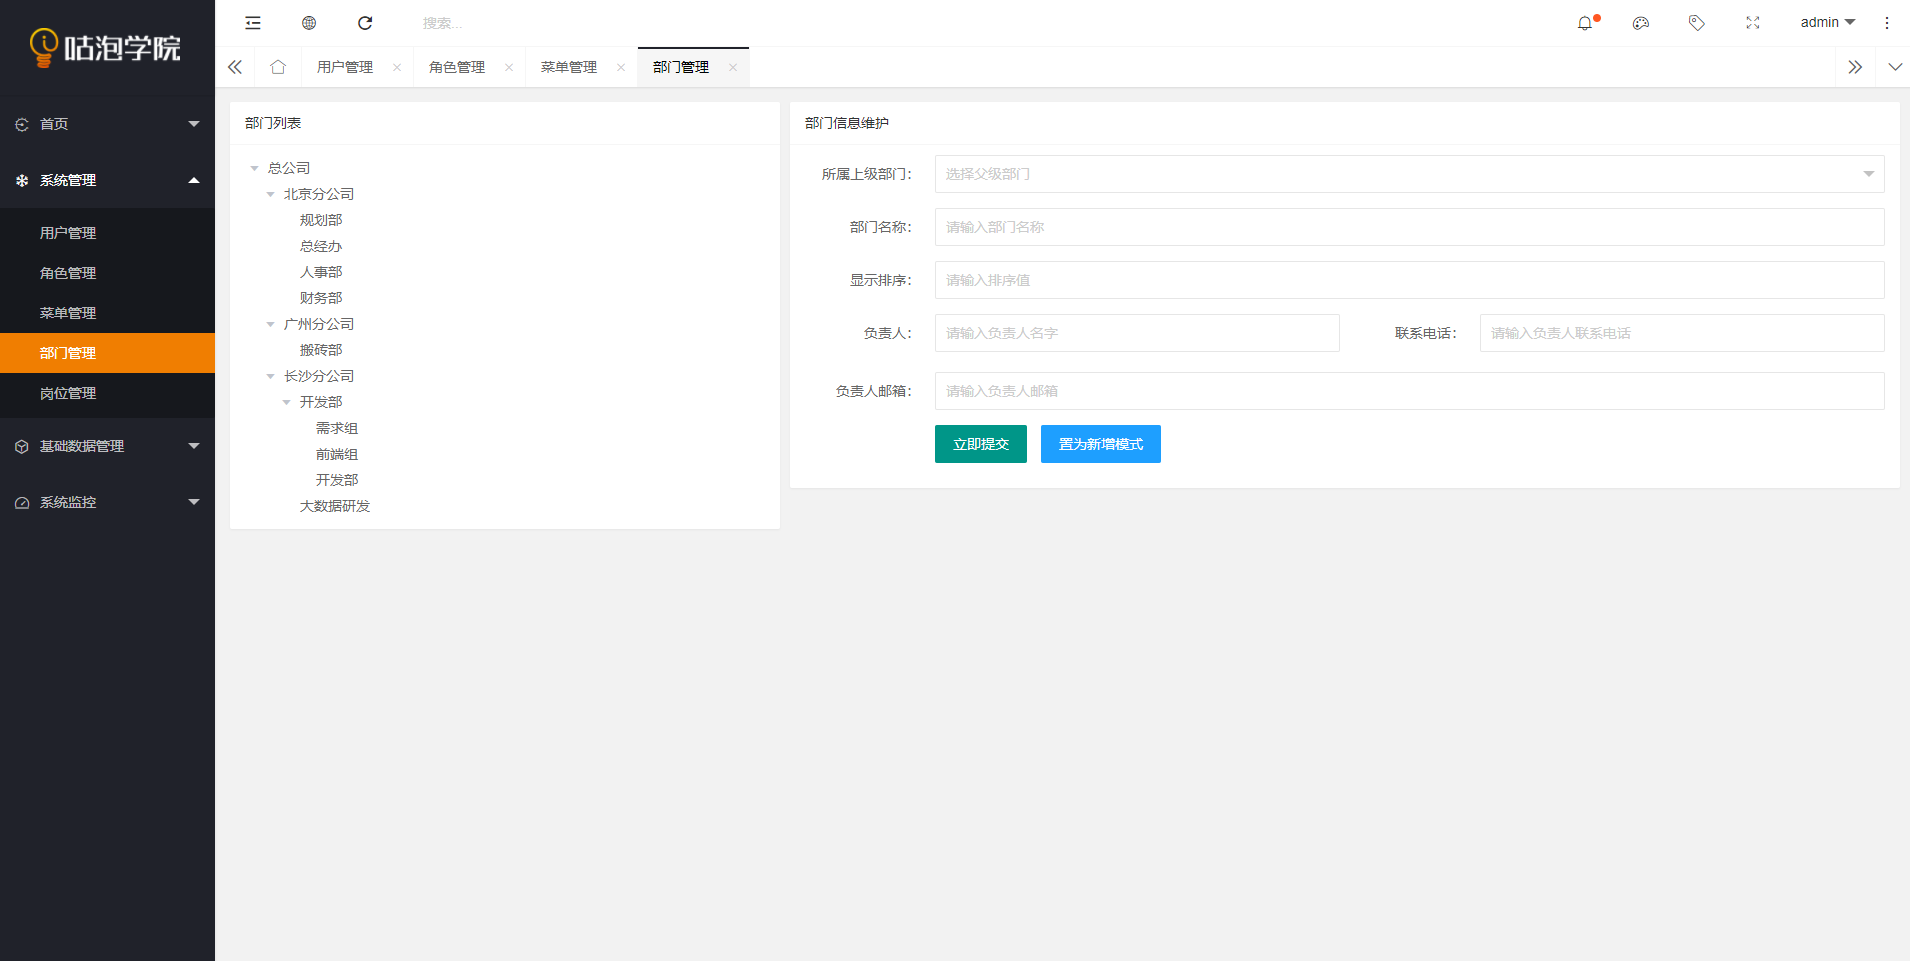 咕泡学院
首页
系统管理
用户管理
角色管理
菜单管理
部门管理
岗位管理
基础数据管理
系统监控
搜索...
admin
用户管理
角色管理
菜单管理
部门管理
部门列表
总公司
北京分公司
规划部
总经办
人事部
财务部
广州分公司
搬砖部
长沙分公司
开发部
需求组
前端组
开发部
大数据研发
部门信息维护
所属上级部门： 选择父级部门
部门名称： 请输入部门名称
显示排序： 请输入排序值
负责人： 请输入负责人名字 联系电话： 请输入负责人联系电话
负责人邮箱： 请输入负责人邮箱
立即提交 置为新增模式